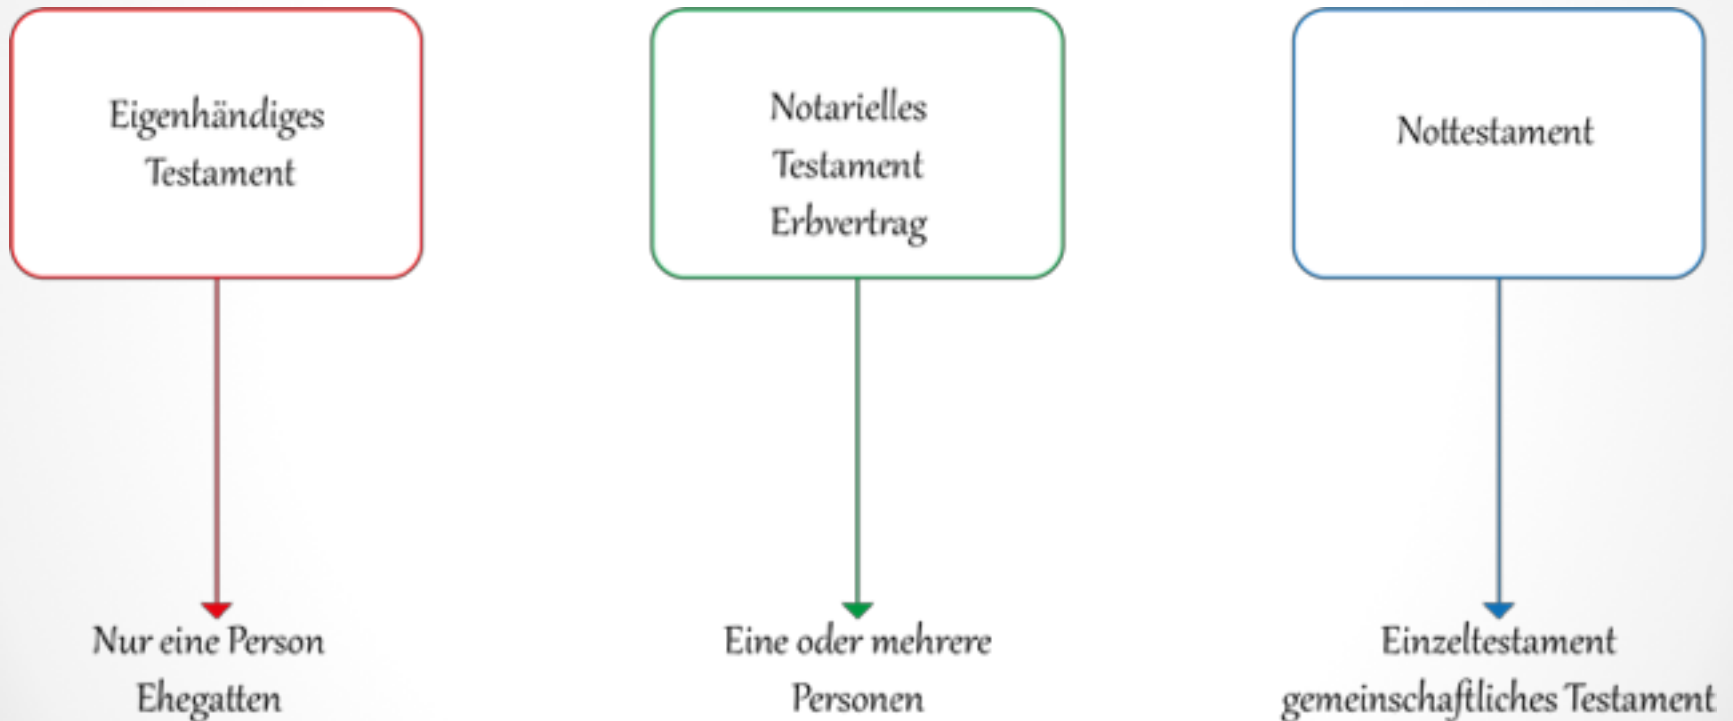 Eigenhändiges
Testament
Notarielles
Testament
Erbvertrag
Nottestament
Nur eine Person
Ehegatten
Eine oder mehrere
Personen
Einzeltestament
gemeinschaftliches Testament